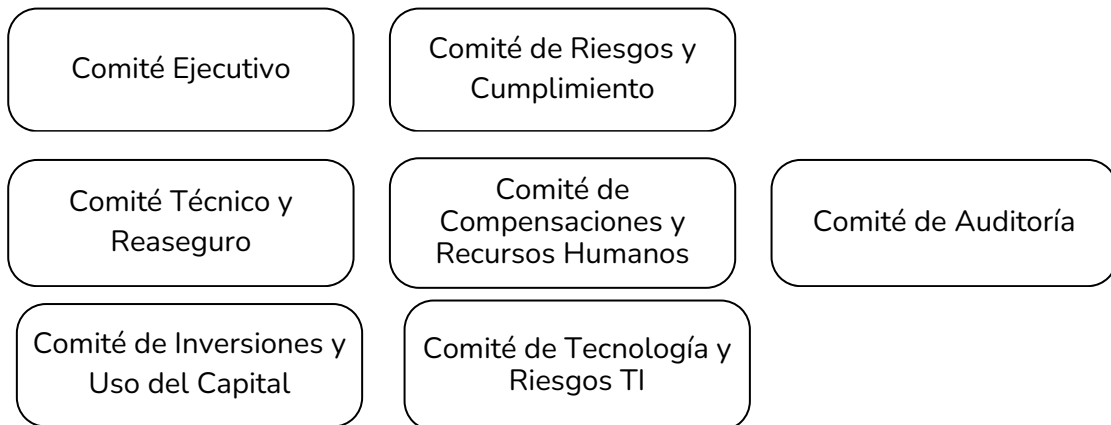 Comité Ejecutivo
Comité de Riesgos y
Cumplimiento
Comité Técnico y
Reaseguro
Comité de
Compensaciones y
Recursos Humanos
Comité de Auditoría
Comité de Inversiones y
Uso del Capital
Comité de Tecnología y
Riesgos TI